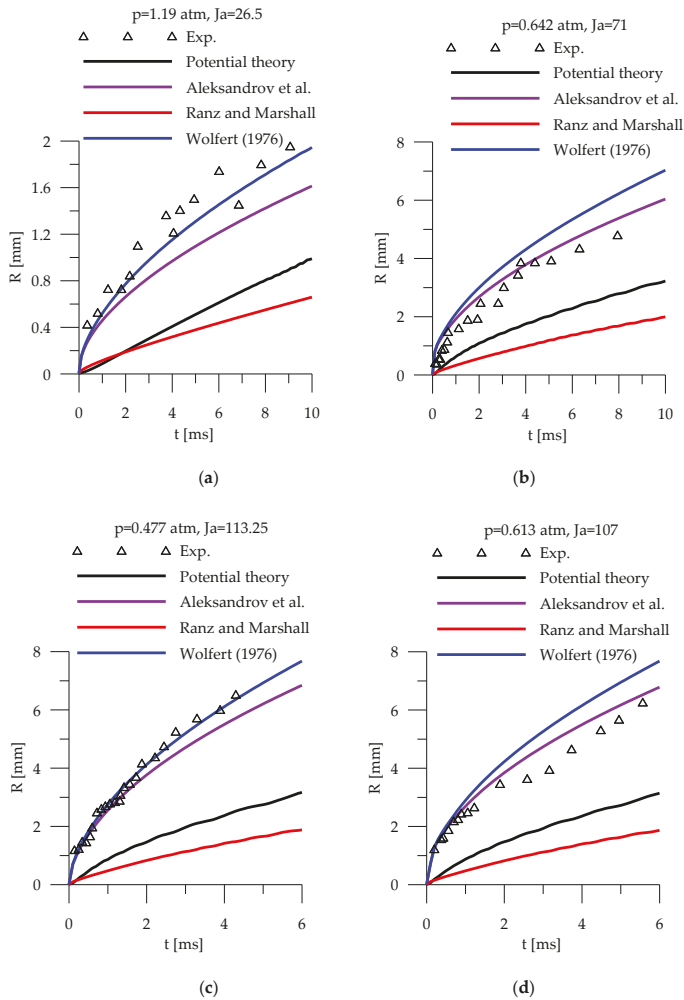 p=1.19 atm, Ja=26.5
Exp.
Potential theory
Aleksandrov et al.
Ranz and Marshall
Wolfert (1976)
2
1.6
1.2
0.8
0.4
0
R [mm]
0 2 4 6 8 10
t [ms]
(a)
p=0.642 atm, Ja=71
Exp.
Potential theory
Aleksandrov et al.
Ranz and Marshall
Wolfert (1976)
8
6
4
2
0
R [mm]
0 2 4 6 8 10
t [ms]
(b)
p=0.477 atm, Ja=113.25
Exp.
Potential theory
Aleksandrov et al.
Ranz and Marshall
Wolfert (1976)
8
6
4
2
0
R [mm]
0 2 4 6
t [ms]
(c)
p=0.613 atm, Ja=107
Exp.
Potential theory
Aleksandrov et al.
Ranz and Marshall
Wolfert (1976)
8
6
4
2
0
R [mm]
0 2 4 6
t [ms]
(d)